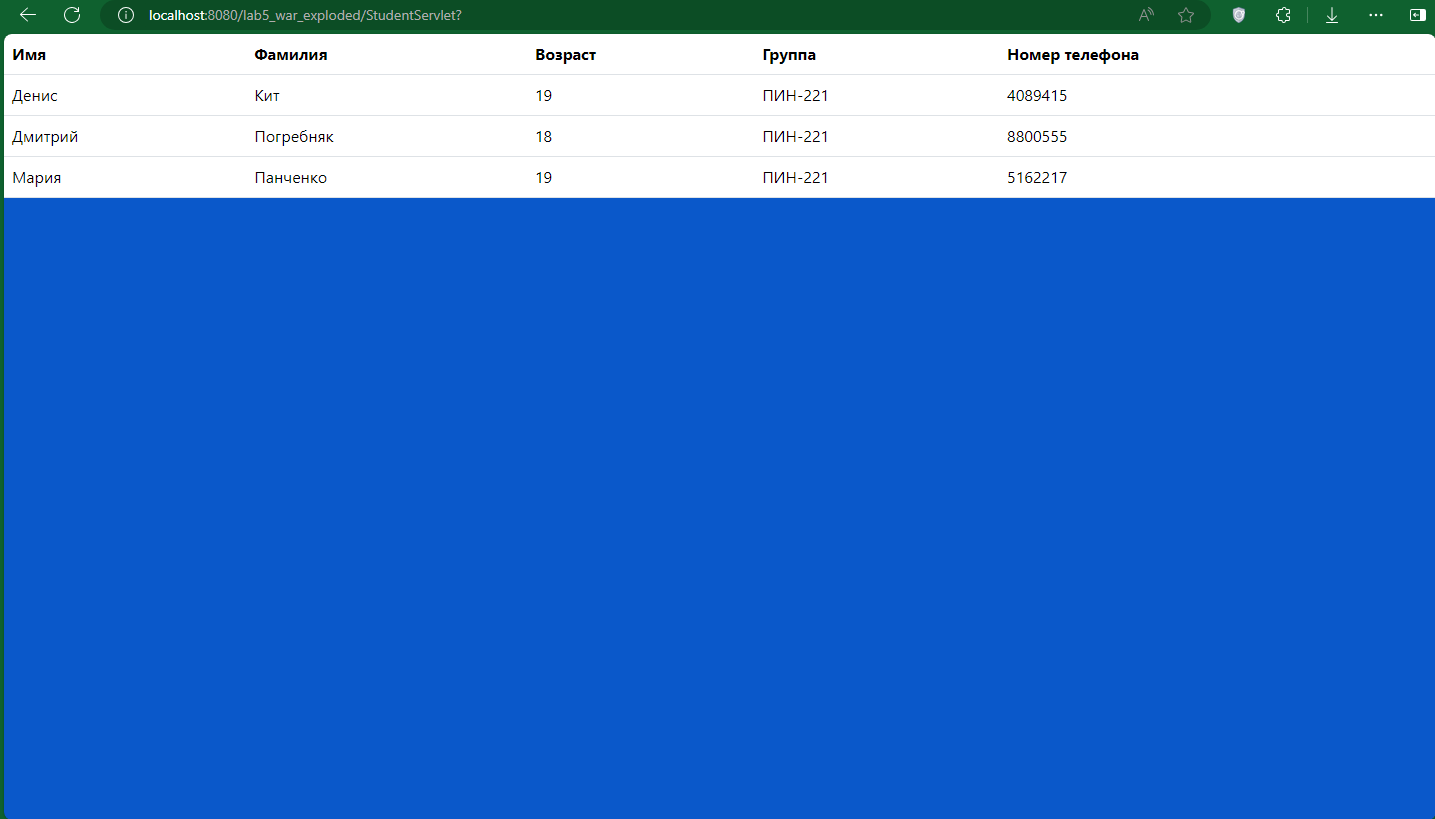 localhost:8080/lab5_war_exploded/StudentServlet?
Имя Фамилия Возраст Группа Номер телефона
Денис Кит 19 ПИН-221 4089415
Дмитрий Погребняк 18 ПИН-221 8800555
Мария Панченко 19 ПИН-221 5162217